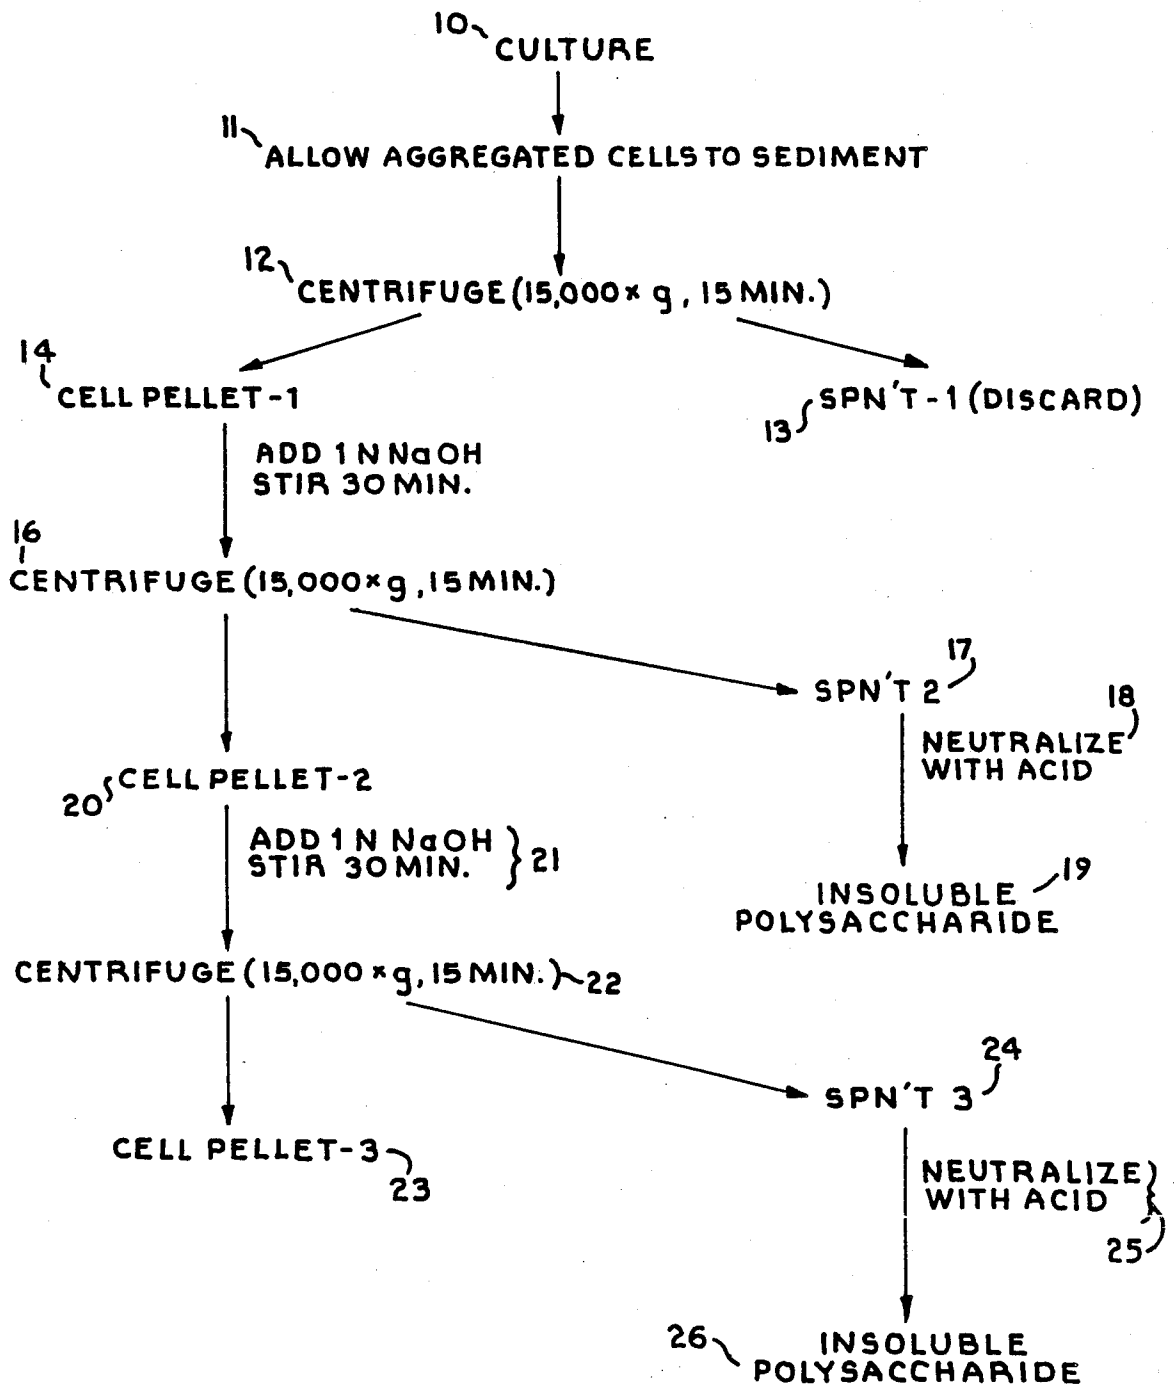 10
CULTURE
11
ALLOW AGGREGATED CELLS TO SEDIMENT
12
CENTRIFUGE (15,000 x g, 15 MIN.)
14
CELL PELLET-1
SPN'T-1 (DISCARD)
13
ADD 1 N NaOH
STIR 30 MIN.
16
CENTRIFUGE (15,000 x g, 15 MIN.)
17
SPN'T 2
18
NEUTRALIZE
WITH ACID
CELL PELLET-2
20
ADD 1 N NaOH
STIR 30 MIN.
21
19
INSOLUBLE
POLYSACCHARIDE
CENTRIFUGE (15,000 x g, 15 MIN.)
22
24
SPN'T 3
CELL PELLET-3
23
NEUTRALIZE
WITH ACID
25
26
INSOLUBLE
POLYSACCHARIDE